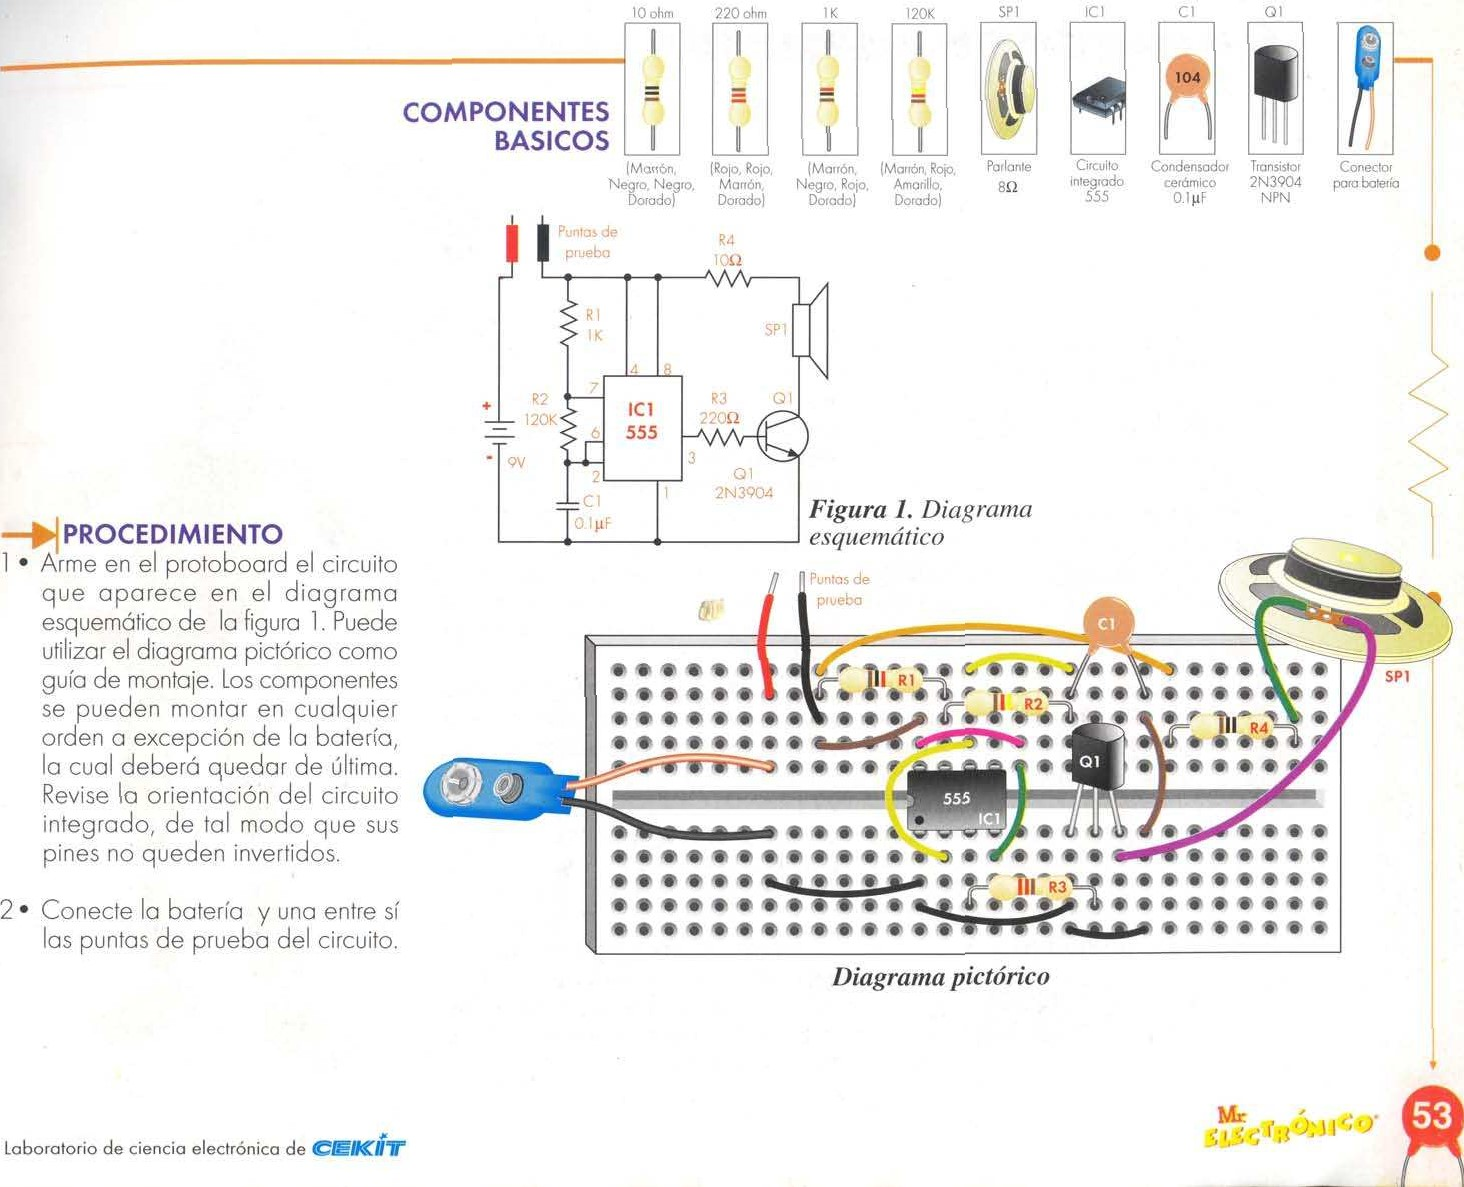 10 ohm
220 ohm
1K
120K
SP1
IC1
C1
Q1
COMPONENTES
BASICOS
104
(Marrón,
Negro, Negro,
Dorado)
(Rojo, Rojo,
Marrón,
Dorado)
(Marrón,
Negro, Rojo,
Dorado)
(Marrón, Rojo,
Amarillo,
Dorado)
Parlante
8Ω
Circuito
integrado
555
Condensador
cerámico
0.1µF
Transistor
2N3904
NPN
Conector
para batería
Puntas de
prueba
R4
10Ω
R1
1K
SP1
4
8
7
R2
120K
IC1
555
R3
220Ω
Q1
+
-
9V
6
2
3
1
Q1
2N3904
C1
0.1µF
Figura 1. Diagrama
esquemático
PROCEDIMIENTO
1• Arme en el protoboard el circuito
que aparece en el diagrama
esquemático de la figura 1. Puede
utilizar el diagrama pictórico como
guía de montaje. Los componentes
se pueden montar en cualquier
orden a excepción de la batería,
la cual deberá quedar de última.
Revise la orientación del circuito
integrado, de tal modo que sus
pines no queden invertidos.
2• Conecte la batería y una entre sí
las puntas de prueba del circuito.
Puntas de
prueba
C1
R1
R2
SP1
R4
Q1
555
IC1
R3
Diagrama pictórico
Laboratorio de ciencia electrónica de CEKIT
Mr.
ELECTRÓNICO
53